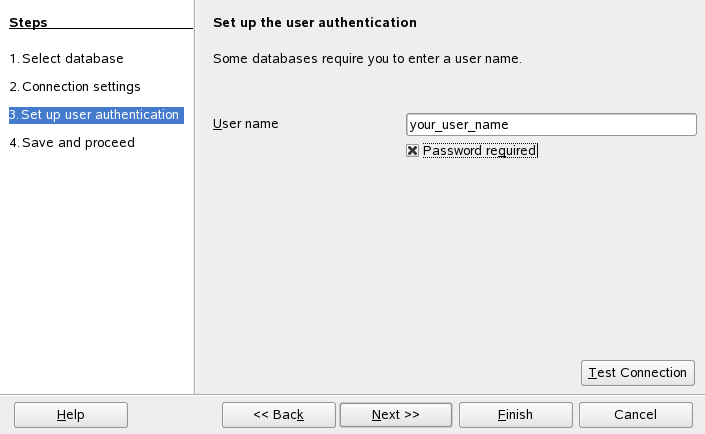 Steps
1. Select database
2. Connection settings
3. Set up user authentication
4. Save and proceed
Set up the user authentication
Some databases require you to enter a user name.
User name
your_user_name
Password required
Test Connection
Help
<< Back
Next >>
Finish
Cancel